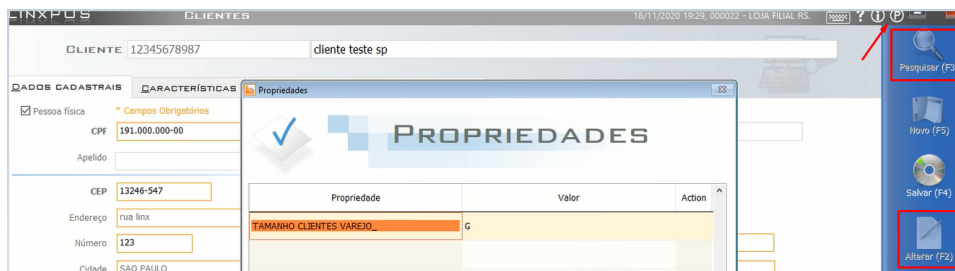 LINXPOS CLIENTES 18/11/2020 19:29, 000022 - LOJA FILIAL RS. ? i P
CLIENTE 12345678987 cliente teste sp
Pesquisar (F3
DADOS CADASTRAIS CARACTERÍSTICAS
Propriedades
Pessoa física * Campos Obrigatórios
CPF 191.000.000-00
PROPRIEDADES
Novo (F5)
Apelido
CEP 13246-547
Propriedade Valor Action
Salvar (F4)
Endereço rua linx
TAMANHO CLIENTES VAREJO_ G
Número 123
Alterar (F2)
Cidade SAO PAULO